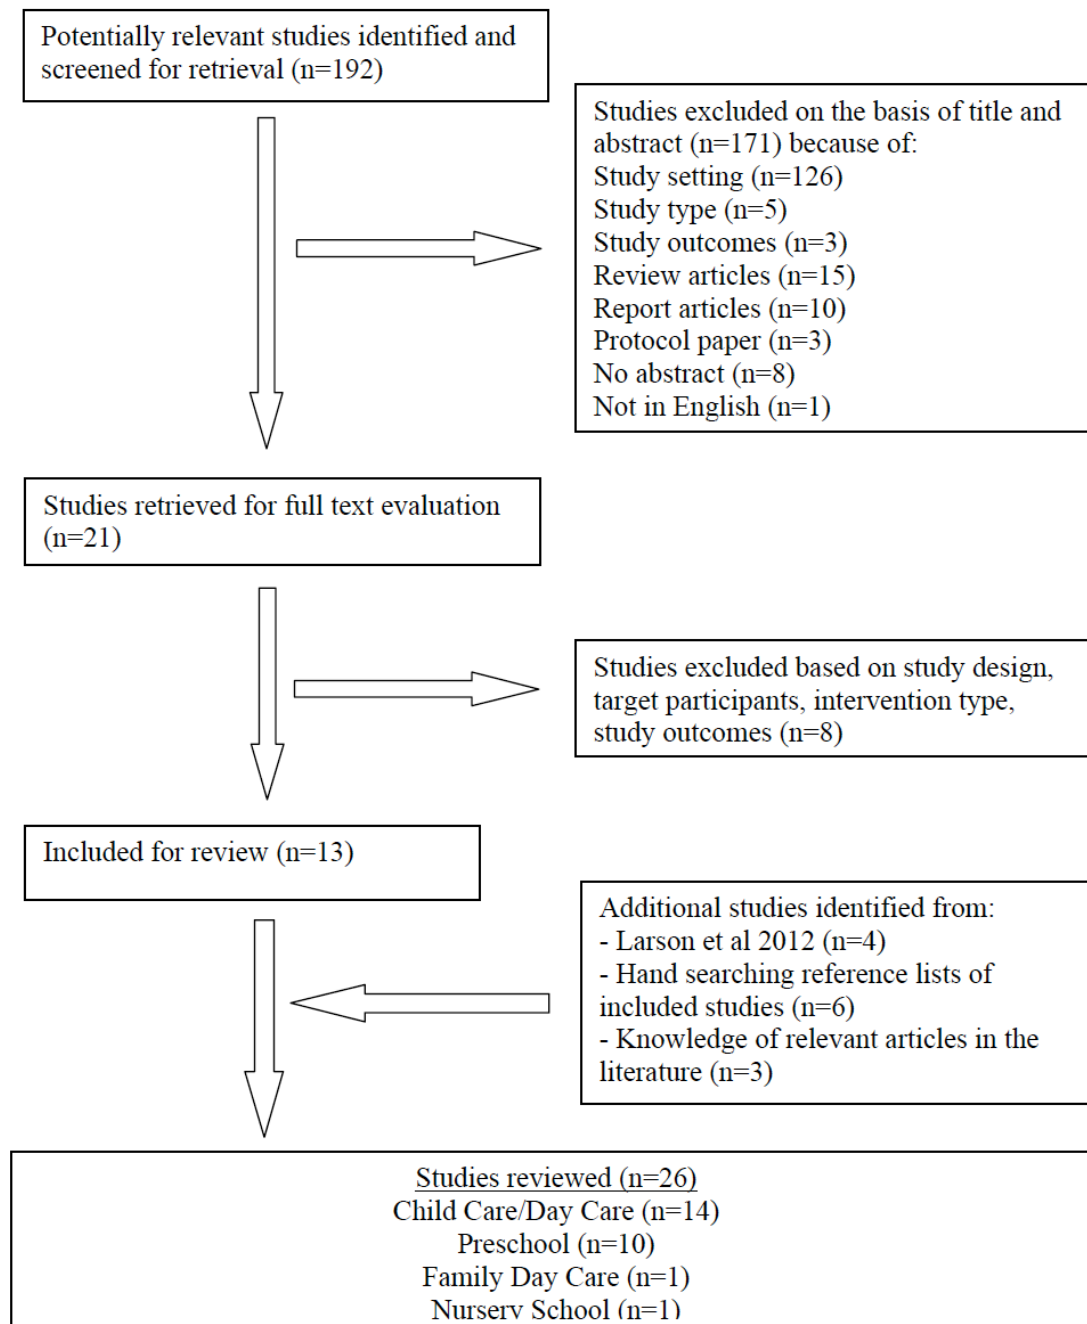 Potentially relevant studies identified and
screened for retrieval (n=192)
Studies excluded on the basis of title and
abstract (n=171) because of:
Study setting (n=126)
Study type (n=5)
Study outcomes (n=3)
Review articles (n=15)
Report articles (n=10)
Protocol paper (n=3)
No abstract (n=8)
Not in English (n=1)
Studies retrieved for full text evaluation
(n=21)
Studies excluded based on study design,
target participants, intervention type,
study outcomes (n=8)
Included for review (n=13)
Additional studies identified from:
- Larson et al 2012 (n=4)
- Hand searching reference lists of
included studies (n=6)
- Knowledge of relevant articles in the
literature (n=3)
Studies reviewed (n=26)
Child Care/Day Care (n=14)
Preschool (n=10)
Family Day Care (n=1)
Nursery School (n=1)